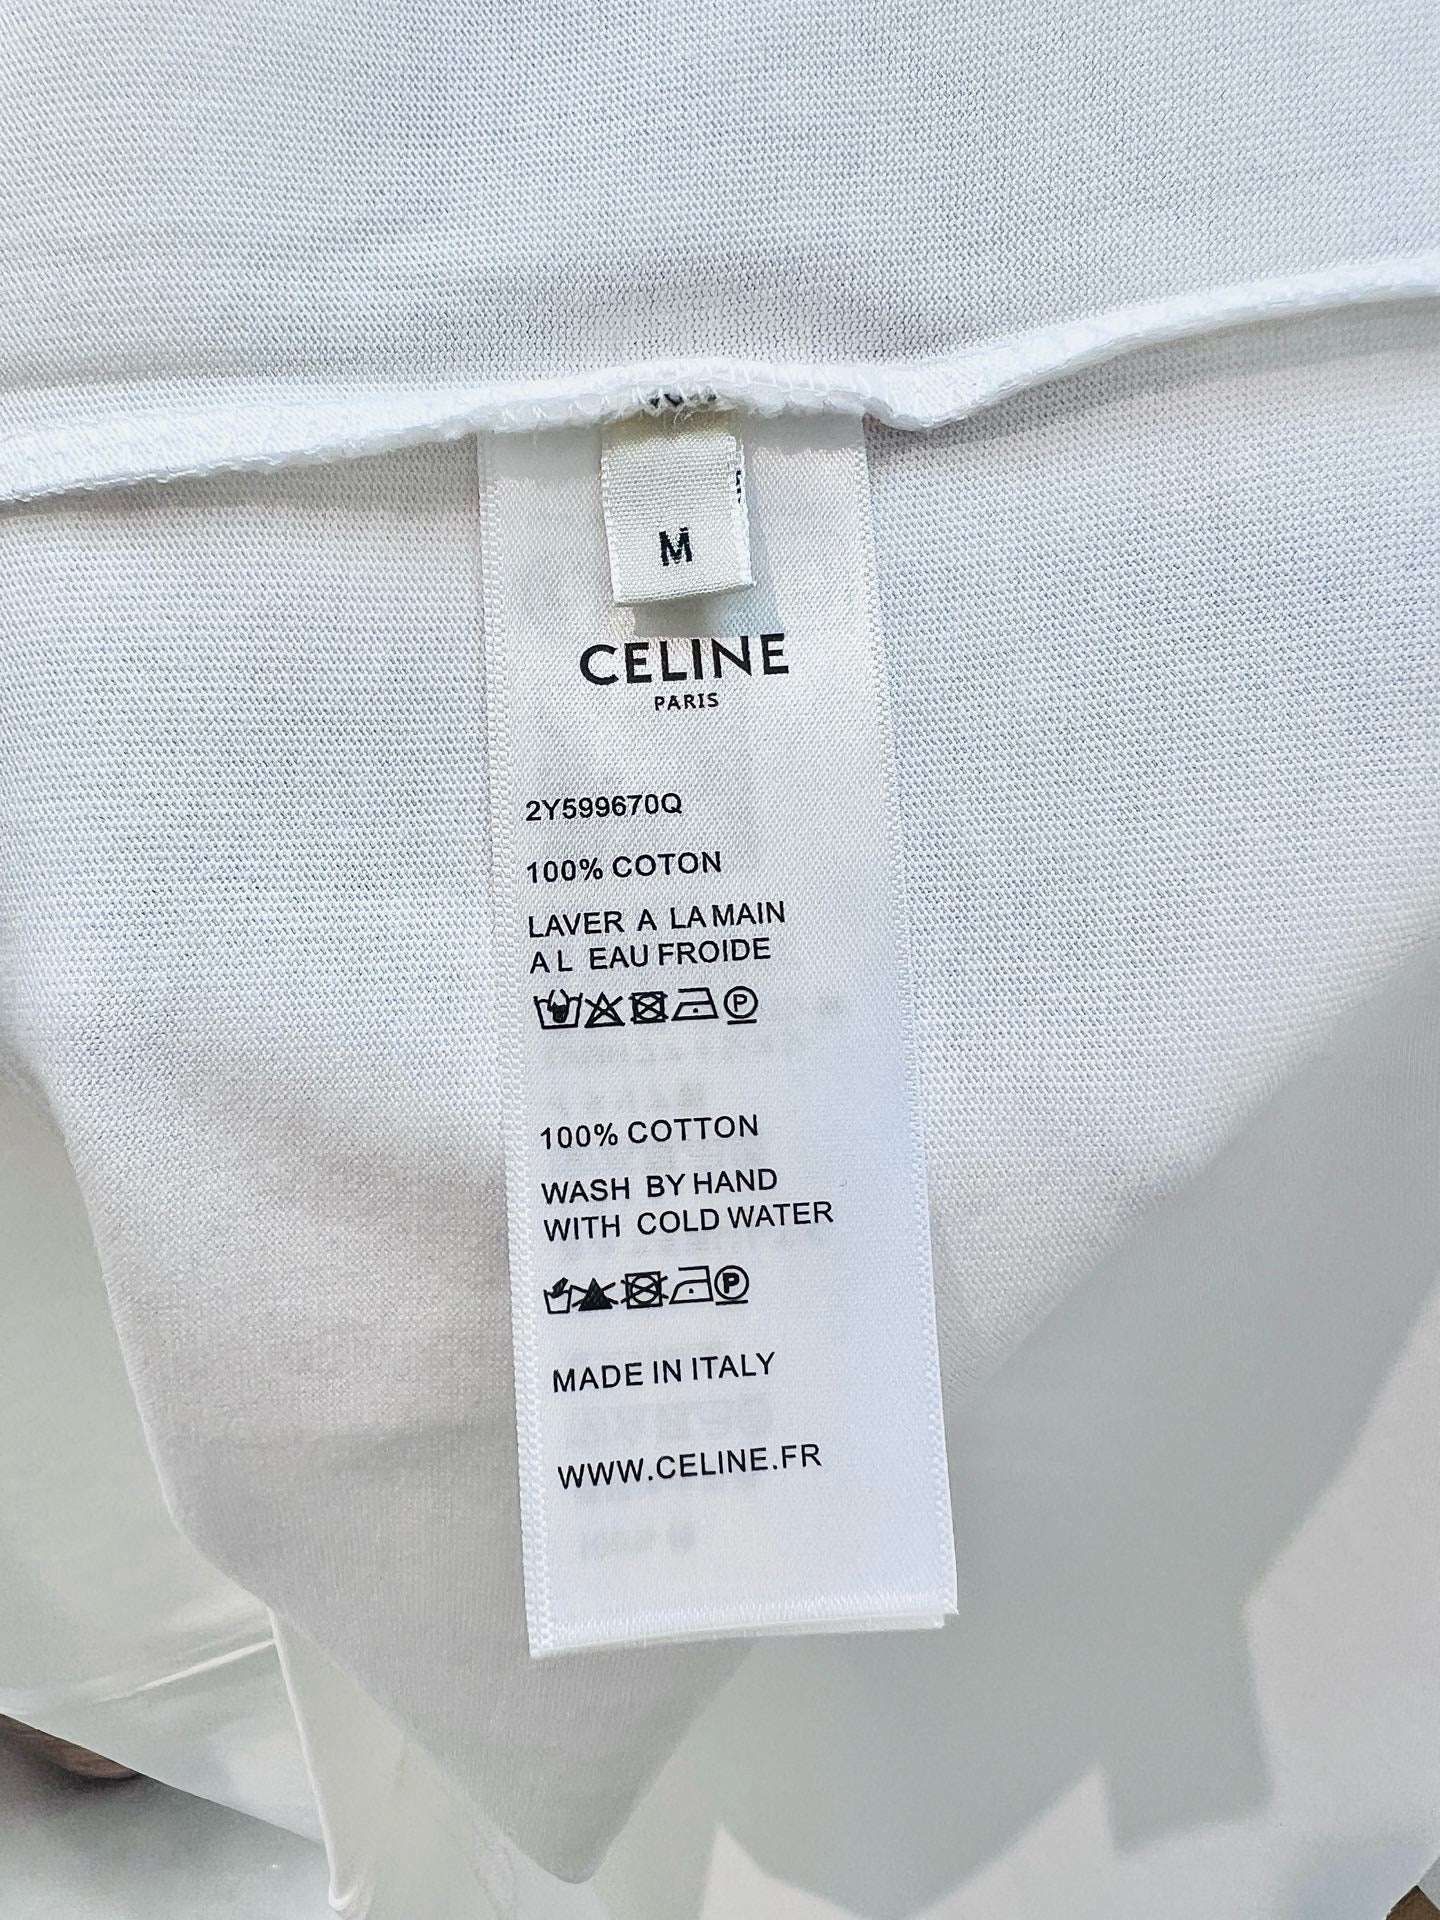 M
CELINE
PARIS
2Y599670Q
100% COTON
LAVER A LA MAIN
A L EAU FROIDE
P
100% COTTON
WASH BY HAND
WITH COLD WATER
P
MADE IN ITALY
WWW.CELINE.FR